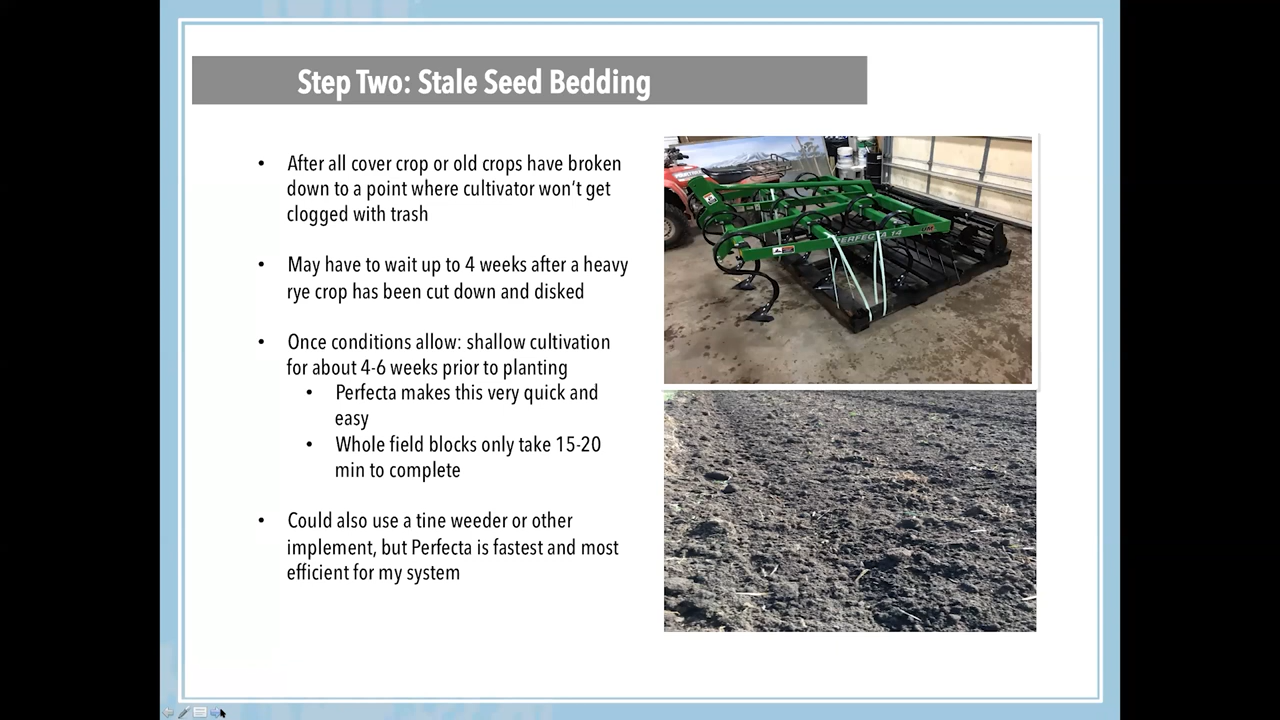 Step Two: Stale Seed Bedding
• After all cover crop or old crops have broken
down to a point where cultivator won't get
clogged with trash
• May have to wait up to 4 weeks after a heavy
rye crop has been cut down and disked
• Once conditions allow: shallow cultivation
for about 4-6 weeks prior to planting
• Perfecta makes this very quick and
easy
• Whole field blocks only take 15-20
min to complete
• Could also use a tine weeder or other
implement, but Perfecta is fastest and most
efficient for my system
PERFECTA 14